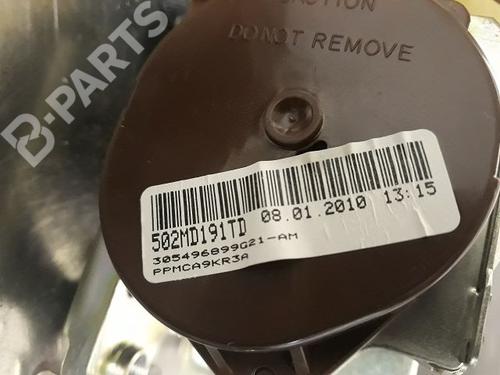 CAUTION
DO NOT REMOVE
B-PARTS
502MD191TD 08.01.2010 13:15
305496899G21-AM
PPMCA9KR3A